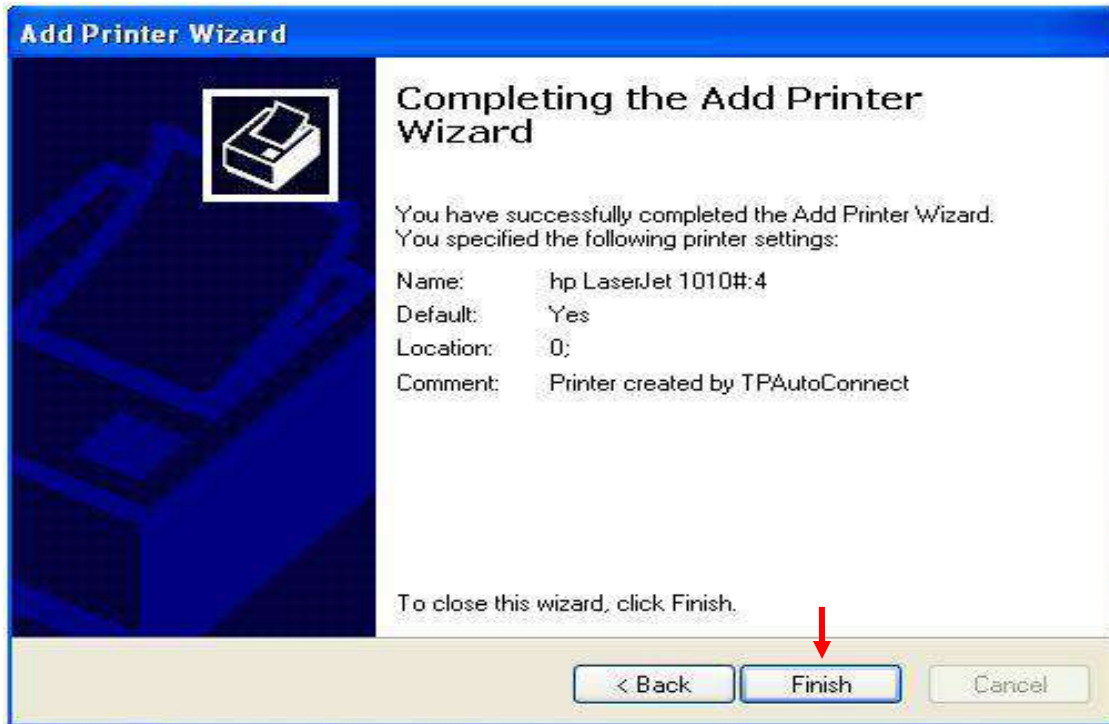 Add Printer Wizard
Completing the Add Printer
Wizard
You have successfully completed the Add Printer Wizard.
You specified the following printer settings:
Name: hp LaserJet 1010#:4
Default: Yes
Location: 0;
Comment: Printer created by TPAutoConnect
To close this wizard, click Finish.
< Back Finish Cancel